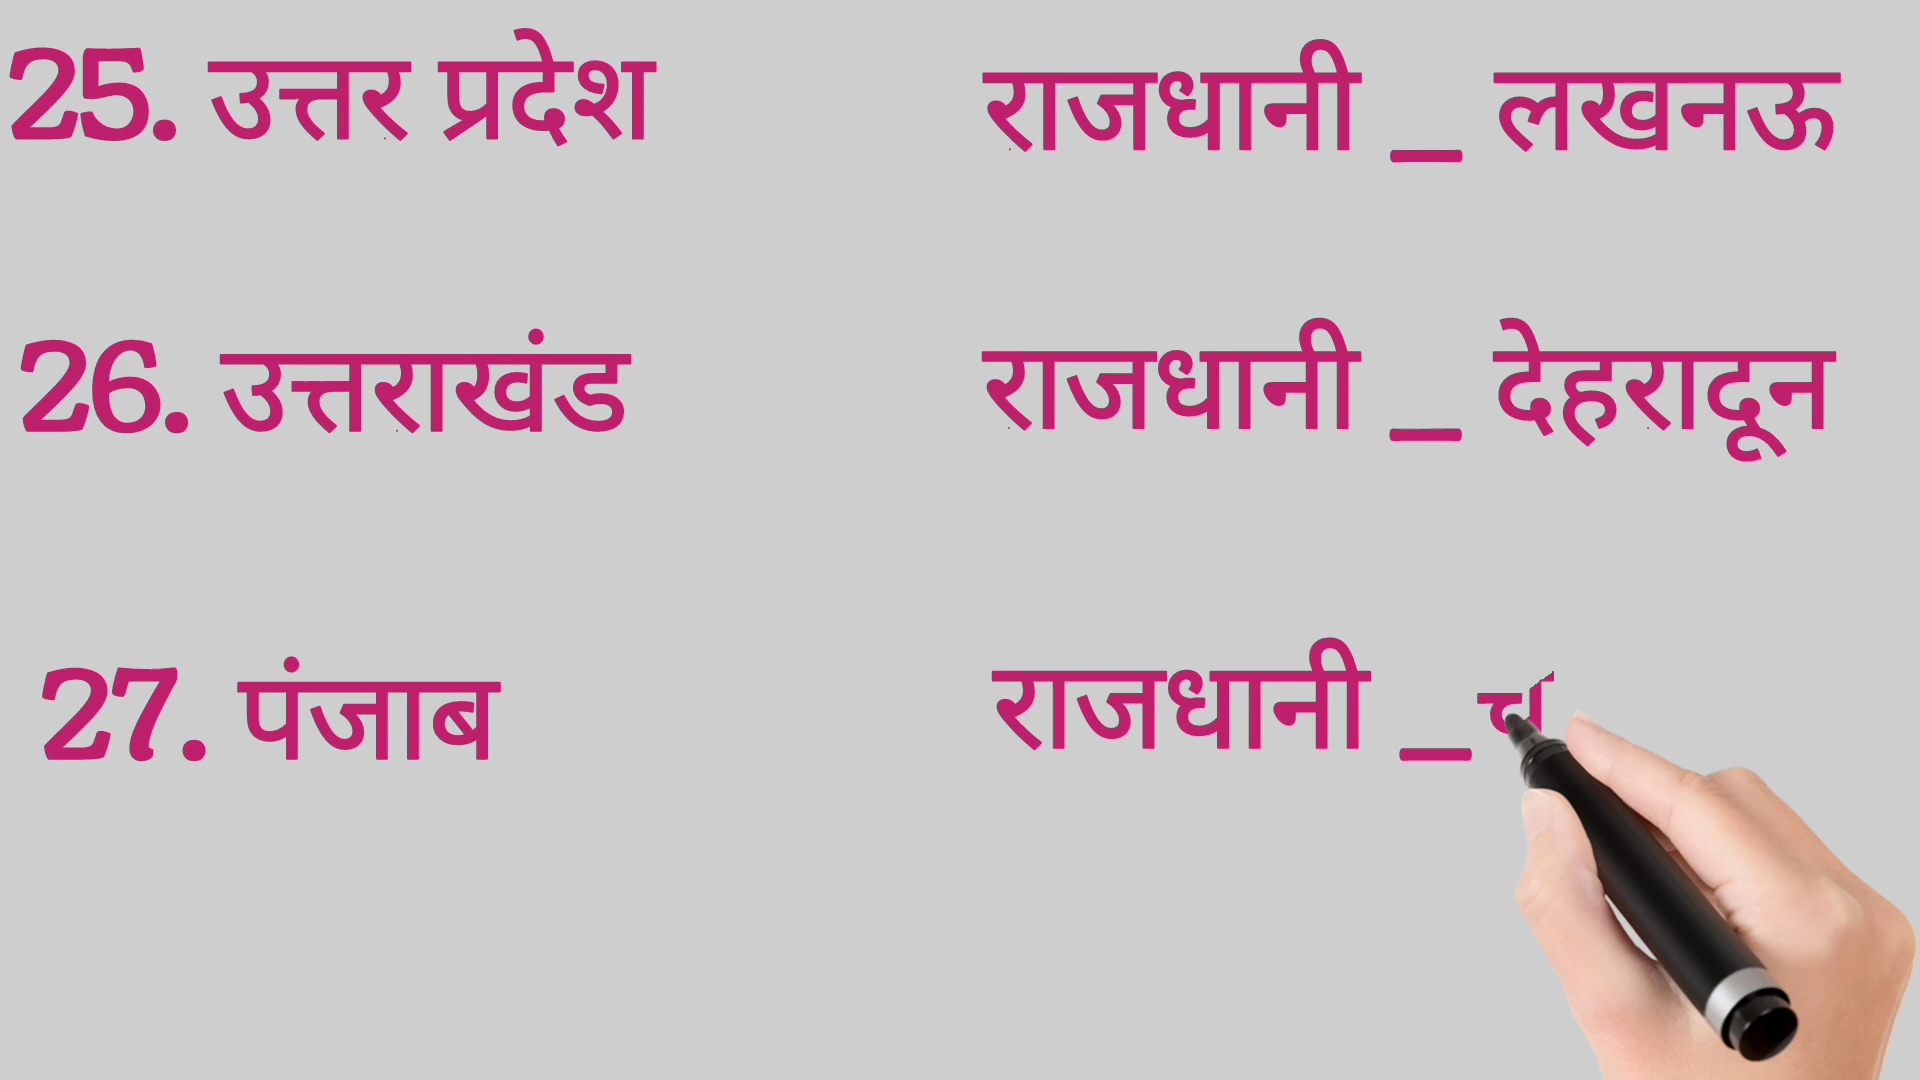 25. उत्तर प्रदेश राजधानी _ लखनऊ
26. उत्तराखंड राजधानी _ देहरादून
27. पंजाब राजधानी _